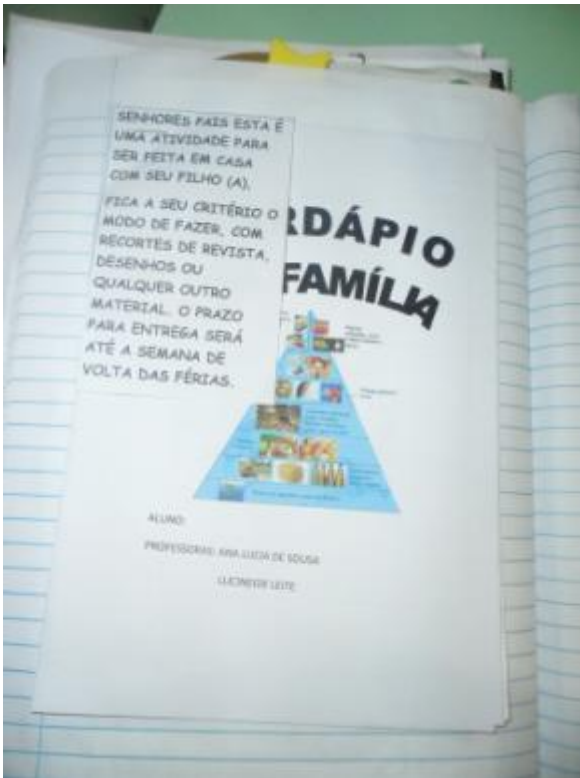 SENHORES PAIS ESTA É
UMA ATIVIDADE PARA
SER FEITA EM CASA
COM SEU FILHO (A).
FICA A SEU CRITÉRIO O
MODO DE FAZER, COM
RECORTES DE REVISTA,
DESENHOS OU
QUALQUER OUTRO
MATERIAL. O PRAZO
PARA ENTREGA SERÁ
ATÉ A SEMANA DE
VOLTA DAS FÉRIAS.
RDÁPIO
FAMÍLIA
ALUNO:
PROFESSORAS: ANA LUCIA DE SOUSA
LUCINEIDE LEITE